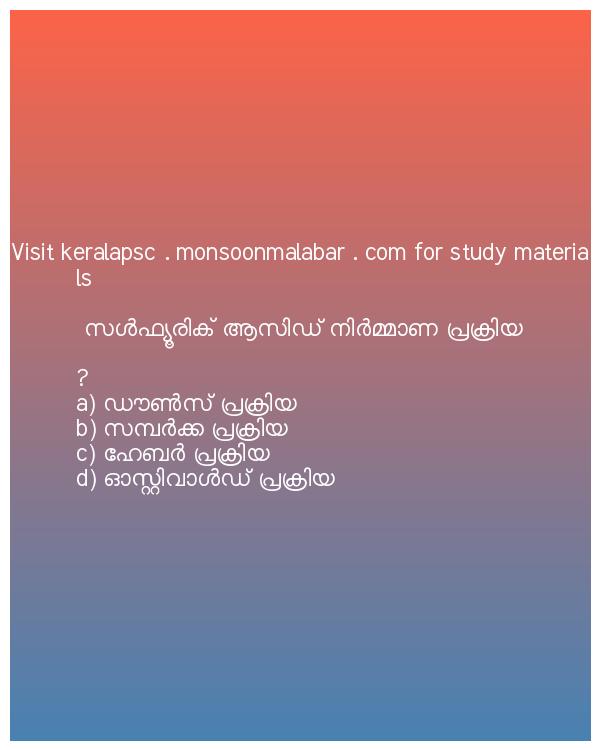 Visit keralapsc . monsoonmalabar . com for study materia
ls
സൾഫ്യൂരിക് ആസിഡ് നിർമ്മാണ പ്രക്രിയ
?
a) ഡൗൺസ് പ്രക്രിയ
b) സമ്പർക്ക പ്രക്രിയ
c) ഹേബർ പ്രക്രിയ
d) ഓസ്റ്റിവാൾഡ് പ്രക്രിയ